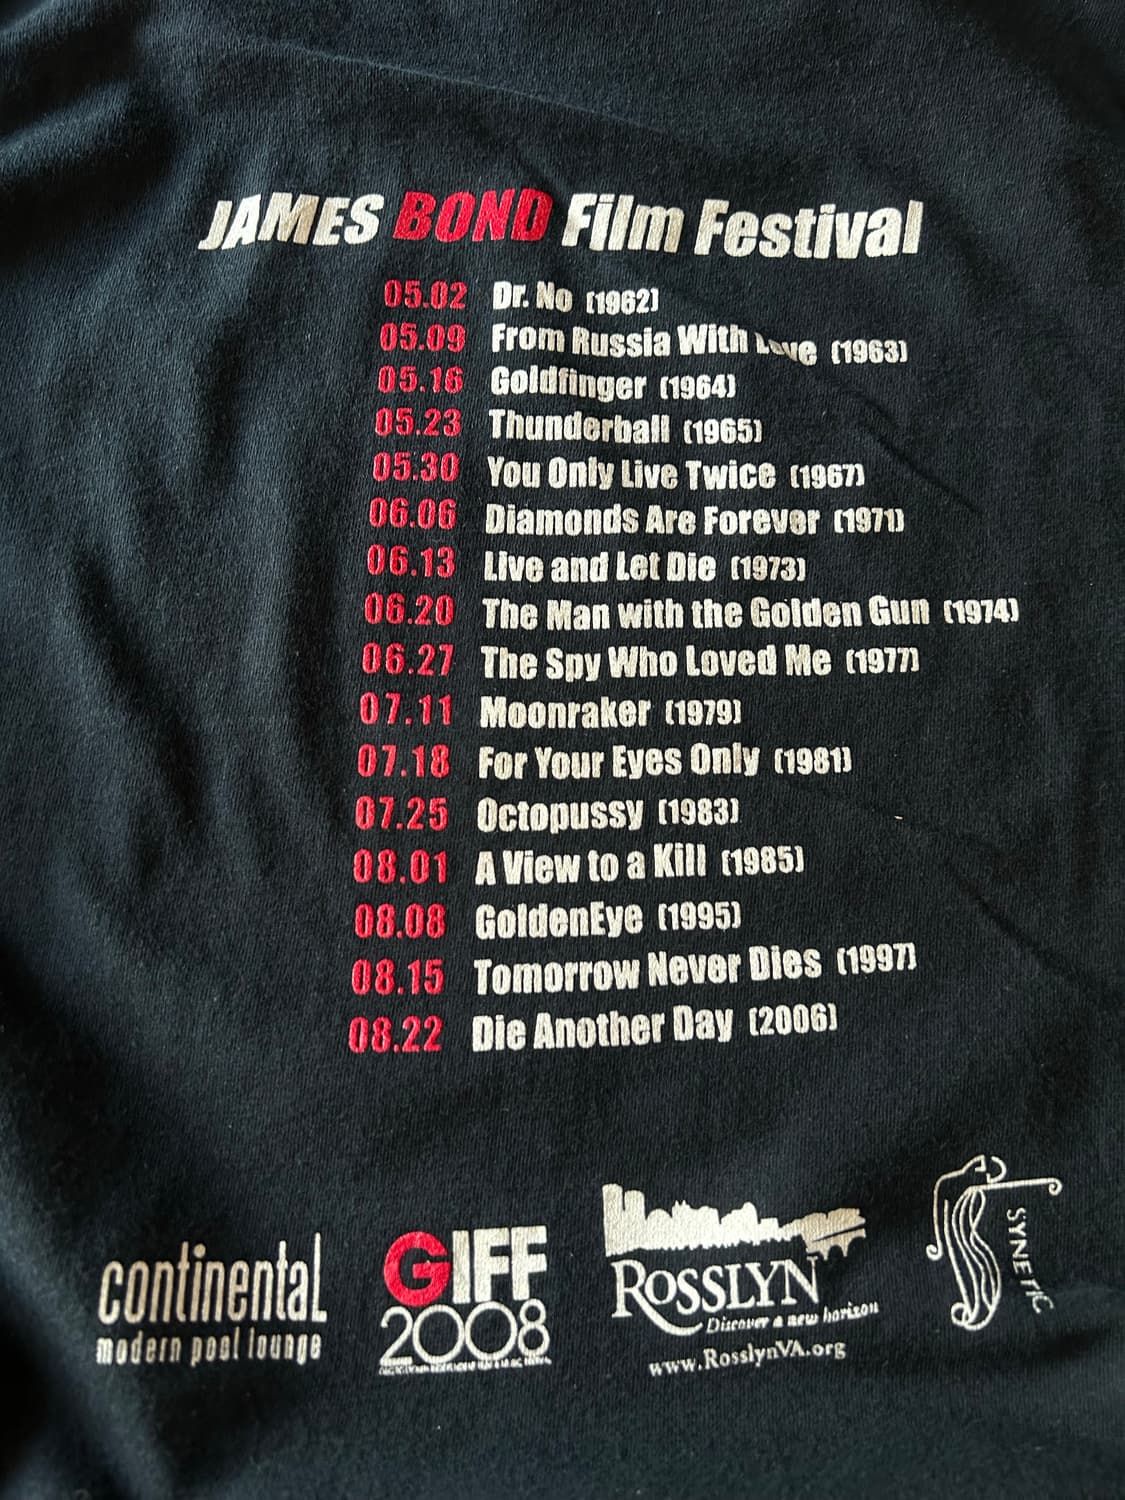 JAMES BOND Film Festival
05.02 Dr. No (1962)
05.09 From Russia With Love (1963)
05.16 Goldfinger (1964)
05.23 Thunderball (1965)
05.30 You Only Live Twice (1967)
06.06 Diamonds Are Forever (1971)
06.13 Live and Let Die (1973)
06.20 The Man with the Golden Gun (1974)
06.27 The Spy Who Loved Me (1977)
07.11 Moonraker (1979)
07.18 For Your Eyes Only (1981)
07.25 Octopussy (1983)
08.01 A View to a Kill (1985)
08.08 GoldenEye (1995)
08.15 Tomorrow Never Dies (1997)
08.22 Die Another Day (2006)
continental
modern pool lounge
GIFF
2008
ROSSLYN
Discover a new horizon
www.RosslynVA.org
SYNETIC